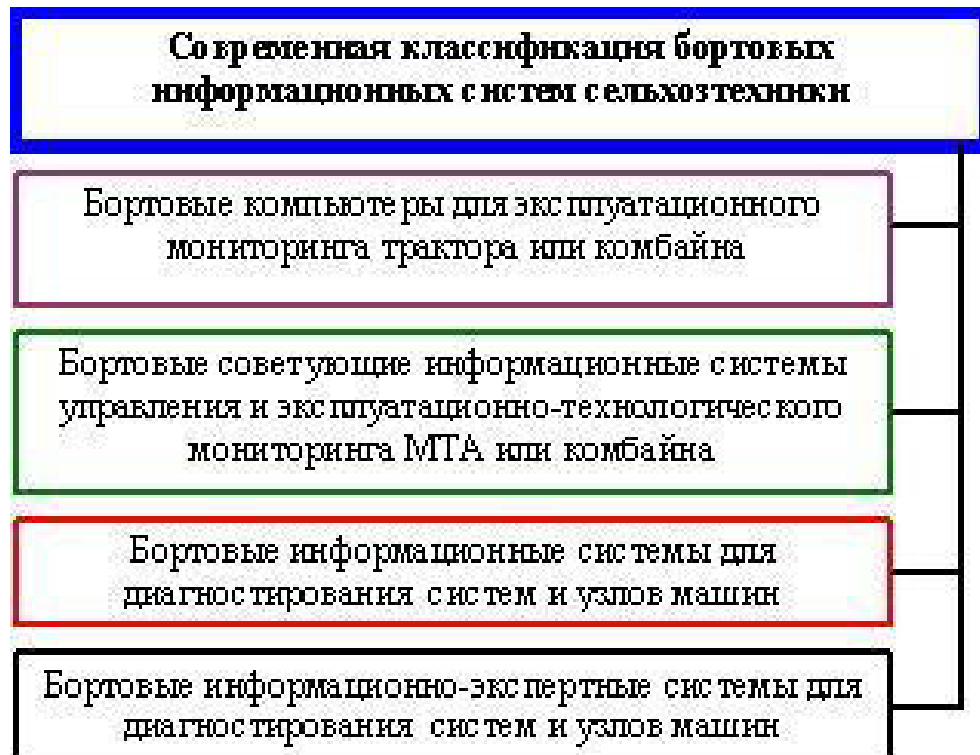 Современная классификация бортовых
информационных систем сельхозтехники
Бортовые компьютеры для эксплуатационного
мониторинга трактора или комбайна
Бортовые советующие информационные системы
управления и эксплуатационно-технологического
мониторинга МТА или комбайна
Бортовые информационные системы для
диагностирования систем и узлов машин
Бортовые информационно-экспертные системы для
диагностирования систем и узлов машин